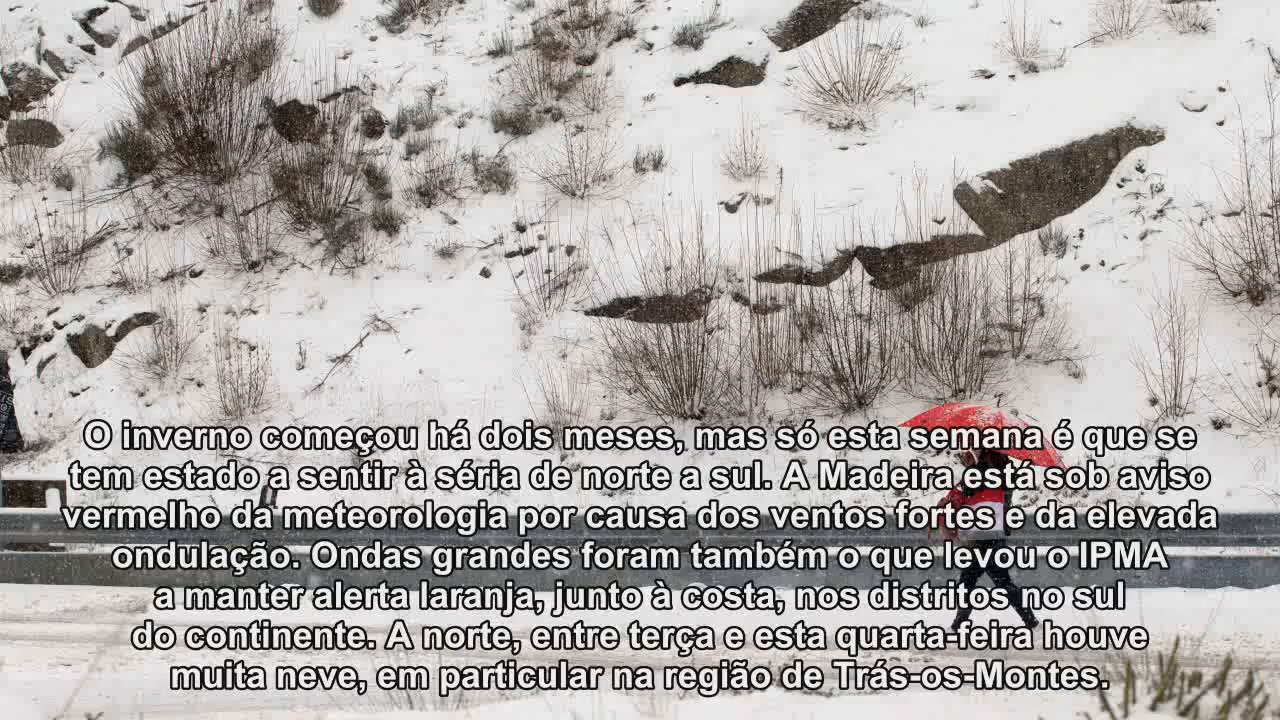 O inverno começou há dois meses, mas só esta semana é que se
tem estado a sentir à séria de norte a sul. A Madeira está sob aviso
vermelho da meteorologia por causa dos ventos fortes e da elevada
ondulação. Ondas grandes foram também o que levou o IPMA
a manter alerta laranja, junto à costa, nos distritos no sul
do continente. A norte, entre terça e esta quarta-feira houve
muita neve, em particular na região de Trás-os-Montes.